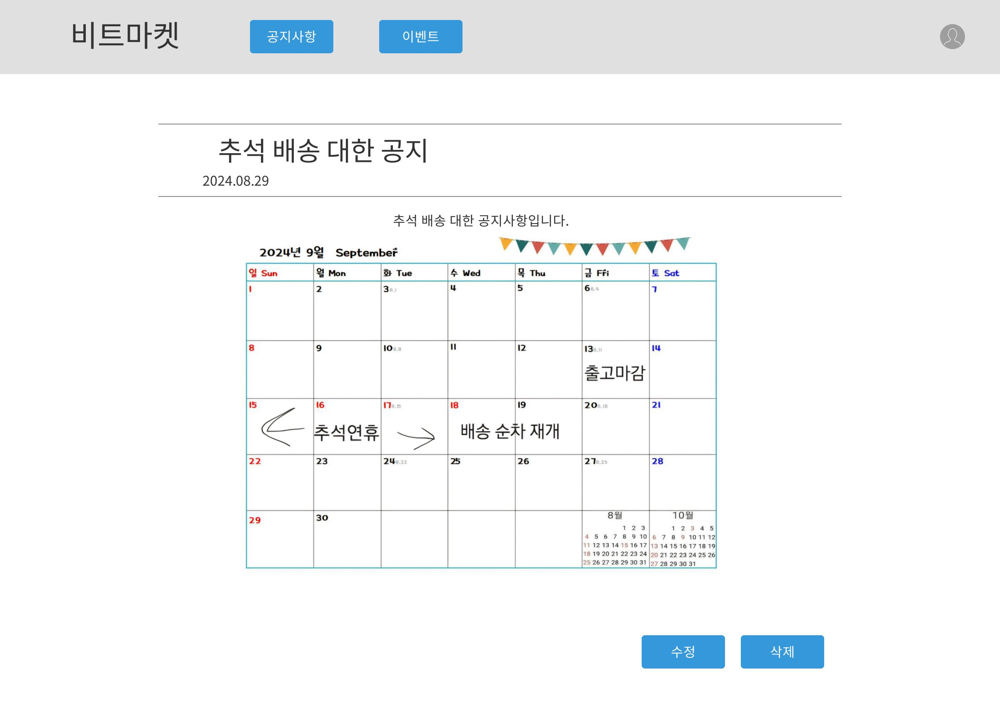 비트마켓 공지사항 이벤트
추석 배송 대한 공지
2024.08.29
추석 배송 대한 공지사항입니다.
2024년 9월 September
일 Sun 월 Mon 화 Tue 수 Wed 목 Thu 금 Fri 토 Sat
1 2 3 8.1 4 5 6 8.4 7
8 9 10 8.8 11 12 13 8.11 14
출고마감
15 16 17 8.15 18 19 20 8.18 21
추석연휴 배송 순차 재개
22 23 24 8.22 25 26 27 8.25 28
29 30
8월
1 2 3
4 5 6 7 8 9 10
11 12 13 14 15 16 17
18 19 20 21 22 23 24
25 26 27 28 29 30 31
10월
1 2 3 4 5
6 7 8 9 10 11 12
13 14 15 16 17 18 19
20 21 22 23 24 25 26
27 28 29 30 31
수정 삭제